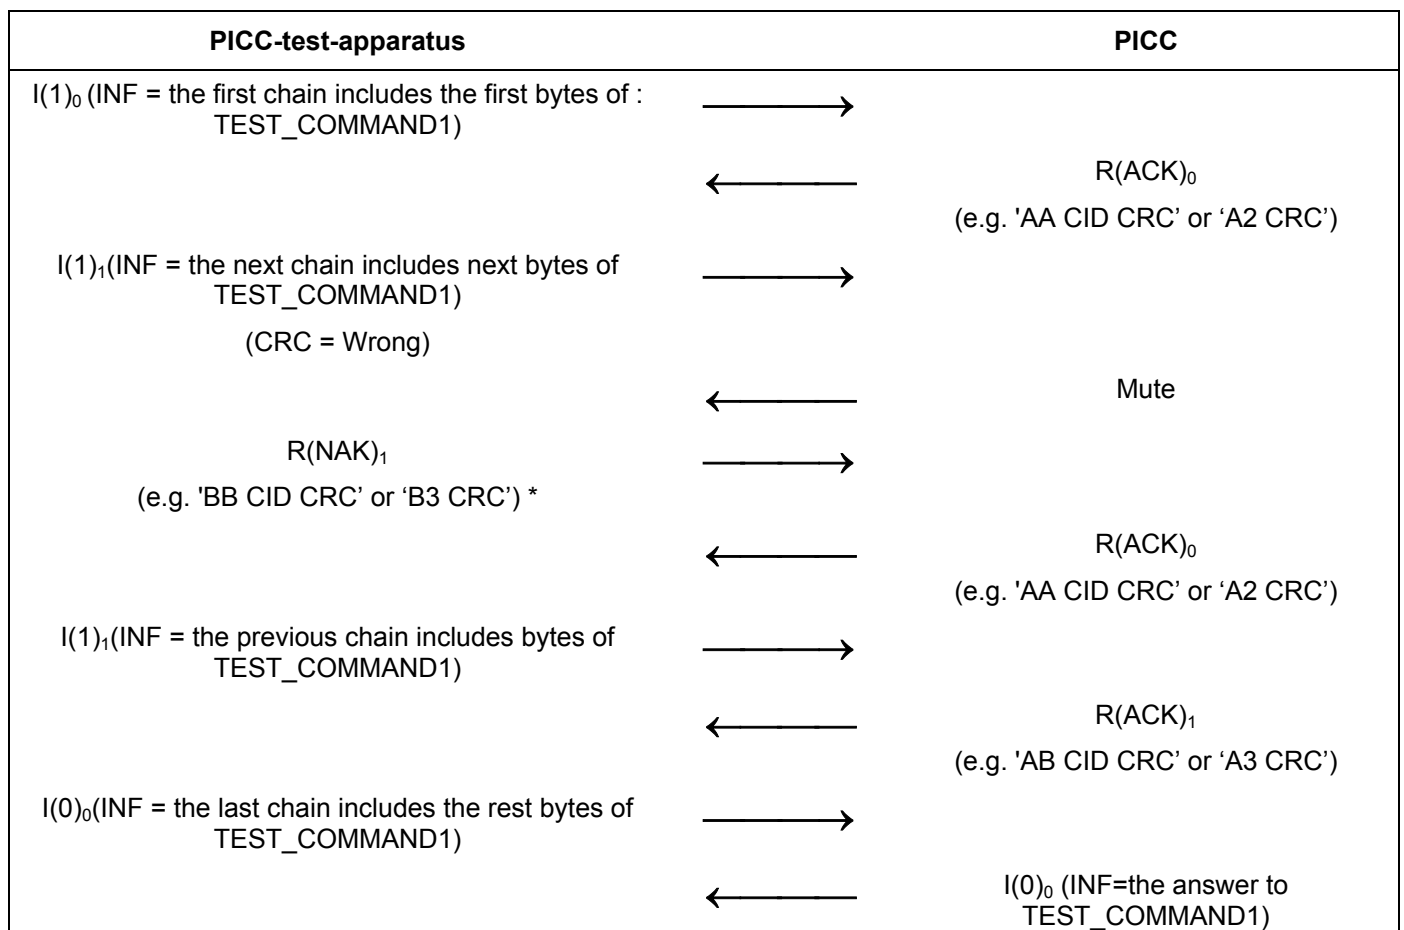 PICC-test-apparatus PICC
I(1)₀ (INF = the first chain includes the first bytes of :
TEST_COMMAND1)
R(ACK)₀
(e.g. 'AA CID CRC’ or ‘A2 CRC’)
I(1)₁(INF = the next chain includes next bytes of
TEST_COMMAND1)
(CRC = Wrong)
Mute
R(NAK)₁
(e.g. 'BB CID CRC’ or ‘B3 CRC’) *
R(ACK)₀
(e.g. 'AA CID CRC’ or ‘A2 CRC’)
I(1)₁(INF = the previous chain includes bytes of
TEST_COMMAND1)
R(ACK)₁
(e.g. 'AB CID CRC’ or ‘A3 CRC’)
I(0)₀(INF = the last chain includes the rest bytes of
TEST_COMMAND1)
I(0)₀ (INF=the answer to
TEST_COMMAND1)